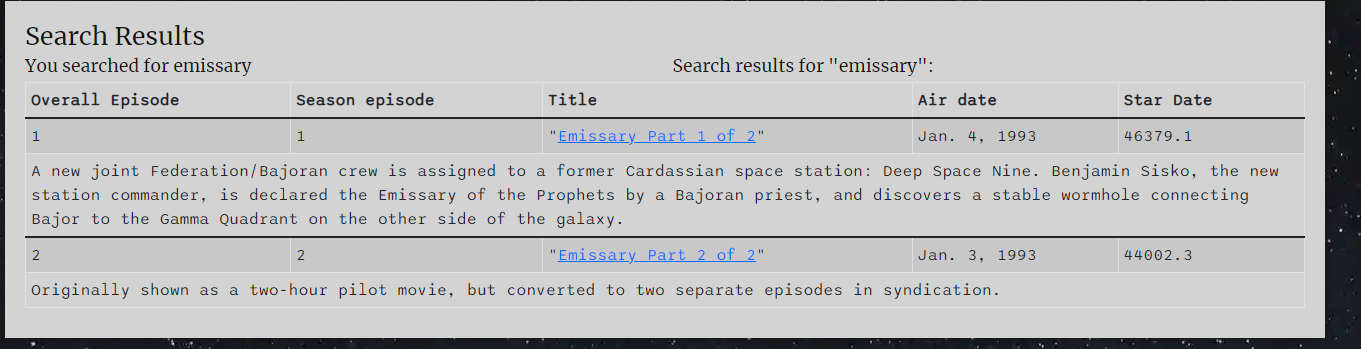 Search Results
You searched for emissary Search results for "emissary":
Overall Episode Season episode Title Air date Star Date
1 1 "Emissary Part 1 of 2" Jan. 4, 1993 46379.1
A new joint Federation/Bajoran crew is assigned to a former Cardassian space station: Deep Space Nine. Benjamin Sisko, the new
station commander, is declared the Emissary of the Prophets by a Bajoran priest, and discovers a stable wormhole connecting
Bajor to the Gamma Quadrant on the other side of the galaxy.
2 2 "Emissary Part 2 of 2" Jan. 3, 1993 44002.3
Originally shown as a two-hour pilot movie, but converted to two separate episodes in syndication.